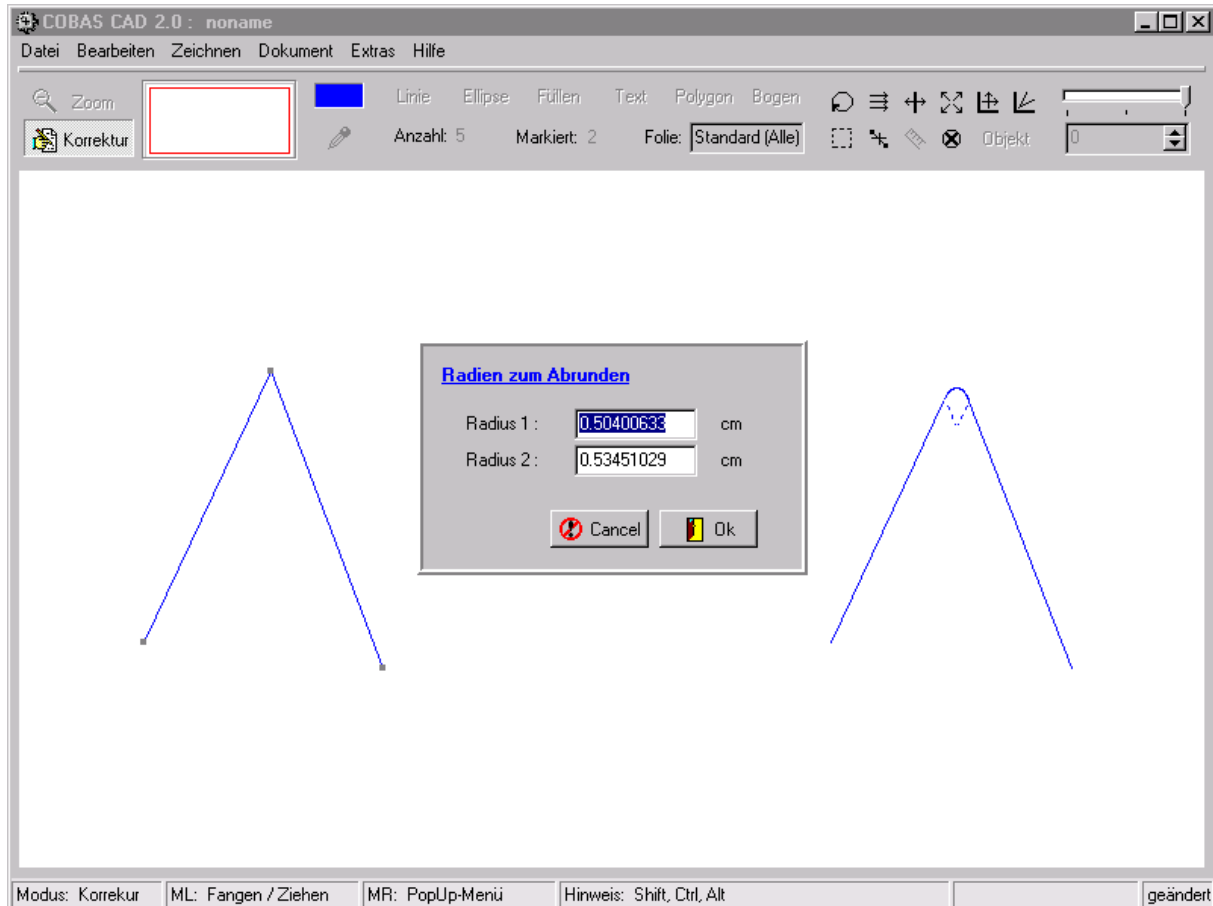 COBAS CAD 2.0 : noname
Datei Bearbeiten Zeichnen Dokument Extras Hilfe
Zoom Linie Ellipse Füllen Text Polygon Bogen
Korrektur Anzahl: 5 Markiert: 2 Folie: Standard (Alle) Objekt 0
Radien zum Abrunden
Radius 1 : 0.50400633 cm
Radius 2 : 0.53451029 cm
Cancel Ok
Modus: Korrekur ML: Fangen / Ziehen MR: PopUp-Menü Hinweis: Shift, Ctrl, Alt geändert